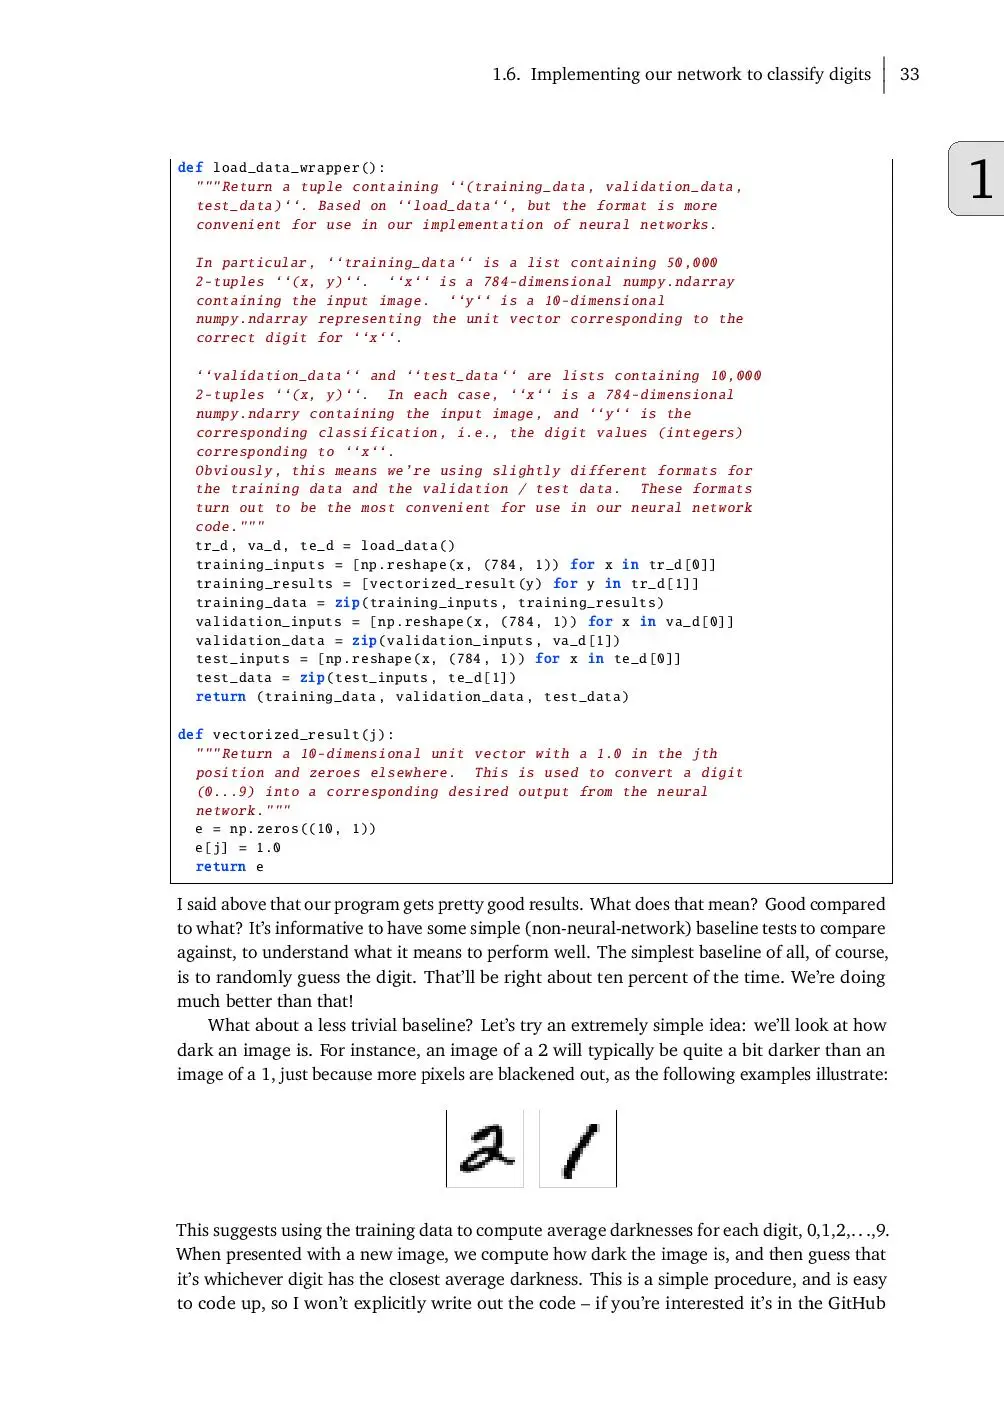 1.6. Implementing our network to classify digits 33
1
def load_data_wrapper():
"""Return a tuple containing ‘‘(training_data, validation_data,
test_data)‘‘. Based on ‘‘load_data‘‘, but the format is more
convenient for use in our implementation of neural networks.
In particular, ‘‘training_data‘‘ is a list containing 50,000
2-tuples ‘‘(x, y)‘‘. ‘‘x‘‘ is a 784-dimensional numpy.ndarray
containing the input image. ‘‘y‘‘ is a 10-dimensional
numpy.ndarray representing the unit vector corresponding to the
correct digit for ‘‘x‘‘.
‘‘validation_data‘‘ and ‘‘test_data‘‘ are lists containing 10,000
2-tuples ‘‘(x, y)‘‘. In each case, ‘‘x‘‘ is a 784-dimensional
numpy.ndarry containing the input image, and ‘‘y‘‘ is the
corresponding classification, i.e., the digit values (integers)
corresponding to ‘‘x‘‘.
Obviously, this means we’re using slightly different formats for
the training data and the validation / test data. These formats
turn out to be the most convenient for use in our neural network
code."""
tr_d, va_d, te_d = load_data()
training_inputs = [np.reshape(x, (784, 1)) for x in tr_d[0]]
training_results = [vectorized_result(y) for y in tr_d[1]]
training_data = zip(training_inputs, training_results)
validation_inputs = [np.reshape(x, (784, 1)) for x in va_d[0]]
validation_data = zip(validation_inputs, va_d[1])
test_inputs = [np.reshape(x, (784, 1)) for x in te_d[0]]
test_data = zip(test_inputs, te_d[1])
return (training_data, validation_data, test_data)
def vectorized_result(j):
"""Return a 10-dimensional unit vector with a 1.0 in the jth
position and zeroes elsewhere. This is used to convert a digit
(0...9) into a corresponding desired output from the neural
network."""
e = np.zeros((10, 1))
e[j] = 1.0
return e
I said above that our program gets pretty good results. What does that mean? Good compared
to what? It’s informative to have some simple (non-neural-network) baseline tests to compare
against, to understand what it means to perform well. The simplest baseline of all, of course,
is to randomly guess the digit. That’ll be right about ten percent of the time. We’re doing
much better than that!
What about a less trivial baseline? Let’s try an extremely simple idea: we’ll look at how
dark an image is. For instance, an image of a 2 will typically be quite a bit darker than an
image of a 1, just because more pixels are blackened out, as the following examples illustrate:
2 1
This suggests using the training data to compute average darknesses for each digit, 0,1,2,...,9.
When presented with a new image, we compute how dark the image is, and then guess that
it’s whichever digit has the closest average darkness. This is a simple procedure, and is easy
to code up, so I won’t explicitly write out the code – if you’re interested it’s in the GitHub